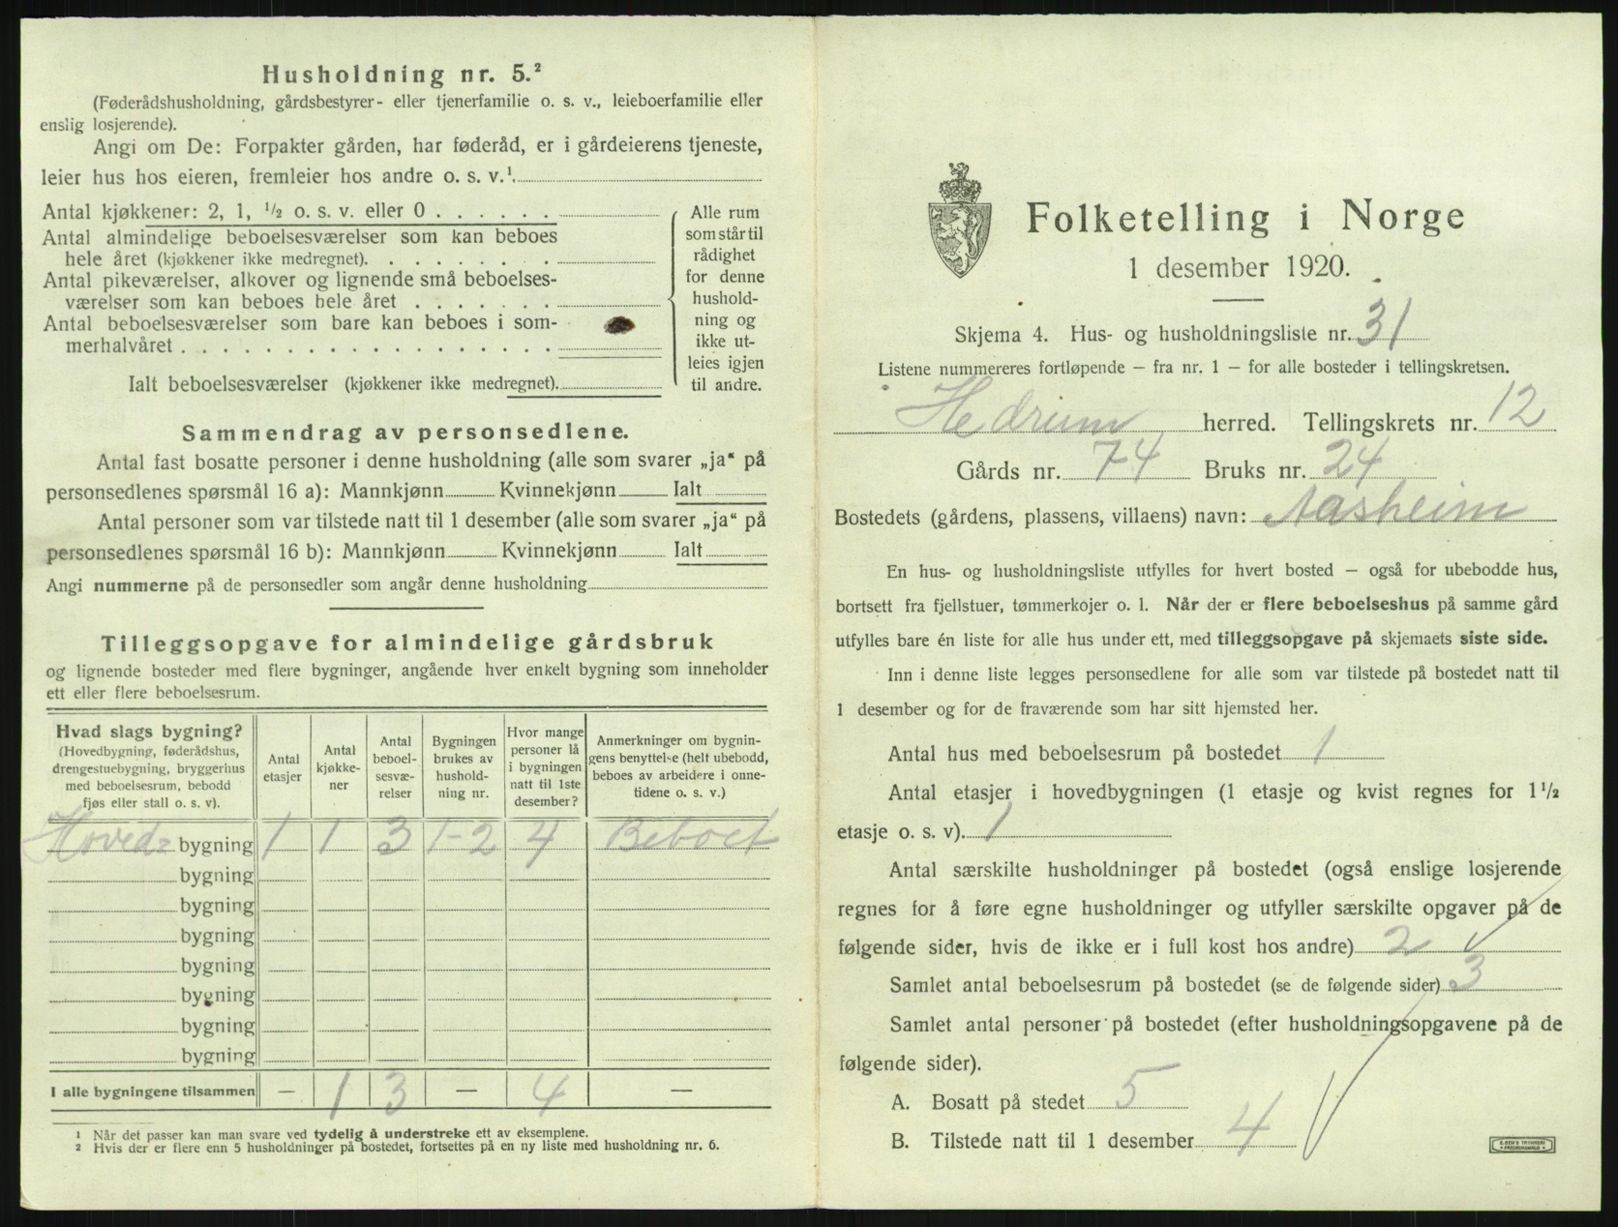 Husholdning nr. 5.²
(Føderådshusholdning, gårdsbestyrer- eller tjenerfamilie o. s. v., leieboerfamilie eller
enslig losjerende).
Angi om De: Forpakter gården, har føderåd, er i gårdeierens tjeneste,
leier hus hos eieren, fremleier hos andre o. s. v.¹.
Antal kjøkkener: 2, 1, ½ o. s. v. eller 0 . . . . . .
Antal almindelige beboelsesværelser som kan beboes
hele året (kjøkkener ikke medregnet). . . . . . . .
Antal pikeværelser, alkover og lignende små beboelses-
værelser som kan beboes hele året . . . . . . .
Antal beboelsesværelser som bare kan beboes i som-
merhalvåret . . . . . . . . . . . . . . . . . .
Ialt beboelsesværelser (kjøkkener ikke medregnet).
Alle rum
som står til
rådighet
for denne
hushold-
ning og
ikke ut-
leies igjen
til andre.
Sammendrag av personsedlene.
Antal fast bosatte personer i denne husholdning (alle som svarer „ja“ på
personsedlenes spørsmål 16 a): Mannkjønn Kvinnekjønn Ialt
Antal personer som var tilstede natt til 1 desember (alle som svarer „ja“ på
personsedlenes spørsmål 16 b): Mannkjønn Kvinnekjønn Ialt
Angi nummerne på de personsedler som angår denne husholdning
Tilleggsopgave for almindelige gårdsbruk
og lignende bosteder med flere bygninger, angående hver enkelt bygning som inneholder
ett eller flere beboelsesrum.
Hvad slags bygning?
(Hovedbygning, føderådshus,
drengestuebygning, bryggerhus
med beboelsesrum, bebodd
fjøs eller stall o. s. v).
Antal
etasjer
Antal
kjøkke-
ner
Antal
beboel-
sesvæ-
relser
Bygningen
brukes av
hushold-
ning nr.
Hvor mange
personer lå
i bygningen
natt til 1ste
desember?
Anmerkninger om bygnin-
gens benyttelse (helt ubebodd,
beboes av arbeidere i onne-
tidene o. s. v.)
Hoved= bygning 1 1 3 1-2 4 Beboet
bygning
bygning
bygning
bygning
bygning
bygning
bygning
I alle bygningene tilsammen — 1 3 — 4 —
¹ Når det passer kan man svare ved tydelig å understreke ett av eksemplene.
² Hvis der er flere enn 5 husholdninger på bostedet, fortsettes på en ny liste med husholdning nr. 6.
Folketelling i Norge
1 desember 1920.
Skjema 4. Hus- og husholdningsliste nr. 31
Listene nummereres fortløpende — fra nr. 1 — for alle bosteder i tellingskretsen.
Hedrum herred. Tellingskrets nr. 12
Gårds nr. 74 Bruks nr. 24
Bostedets (gårdens, plassens, villaens) navn: Aasheim
En hus- og husholdningsliste utfylles for hvert bosted — også for ubebodde hus,
bortsett fra fjellstuer, tømmerkojer o. l. Når der er flere beboelseshus på samme gård
utfylles bare én liste for alle hus under ett, med tilleggsopgave på skjemaets siste side.
Inn i denne liste legges personsedlene for alle som var tilstede på bostedet natt til
1 desember og for de fraværende som har sitt hjemsted her.
Antal hus med beboelsesrum på bostedet 1
Antal etasjer i hovedbygningen (1 etasje og kvist regnes for 1½
etasje o. s. v). 1
Antal særskilte husholdninger på bostedet (også enslige losjerende
regnes for å føre egne husholdninger og utfyller særskilte opgaver på de
følgende sider, hvis de ikke er i full kost hos andre) 2
Samlet antal beboelsesrum på bostedet (se de følgende sider) 3
Samlet antal personer på bostedet (efter husholdningsopgavene på de
følgende sider).
A. Bosatt på stedet 5
B. Tilstede natt til 1 desember 4